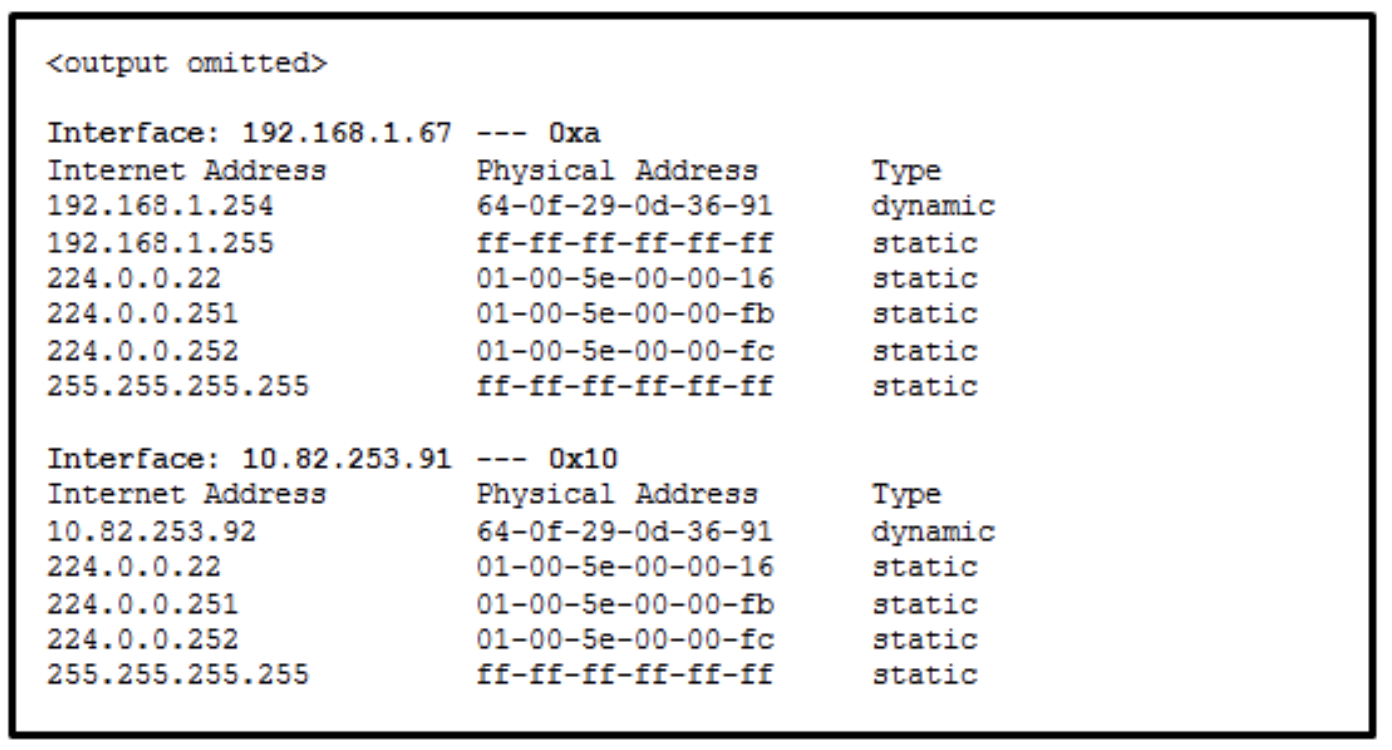 <output omitted>
Interface: 192.168.1.67 --- 0xa
Internet Address Physical Address Type
192.168.1.254 64-0f-29-0d-36-91 dynamic
192.168.1.255 ff-ff-ff-ff-ff-ff static
224.0.0.22 01-00-5e-00-00-16 static
224.0.0.251 01-00-5e-00-00-fb static
224.0.0.252 01-00-5e-00-00-fc static
255.255.255.255 ff-ff-ff-ff-ff-ff static
Interface: 10.82.253.91 --- 0x10
Internet Address Physical Address Type
10.82.253.92 64-0f-29-0d-36-91 dynamic
224.0.0.22 01-00-5e-00-00-16 static
224.0.0.251 01-00-5e-00-00-fb static
224.0.0.252 01-00-5e-00-00-fc static
255.255.255.255 ff-ff-ff-ff-ff-ff static